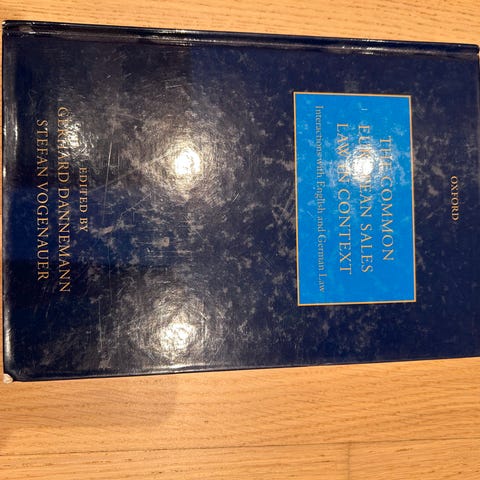 OXFORD
THE COMMON
EUROPEAN SALES
LAW IN CONTEXT
Interactions with English and German Law
EDITED BY
GERHARD DANNEMANN
STEFAN VOGENAUER